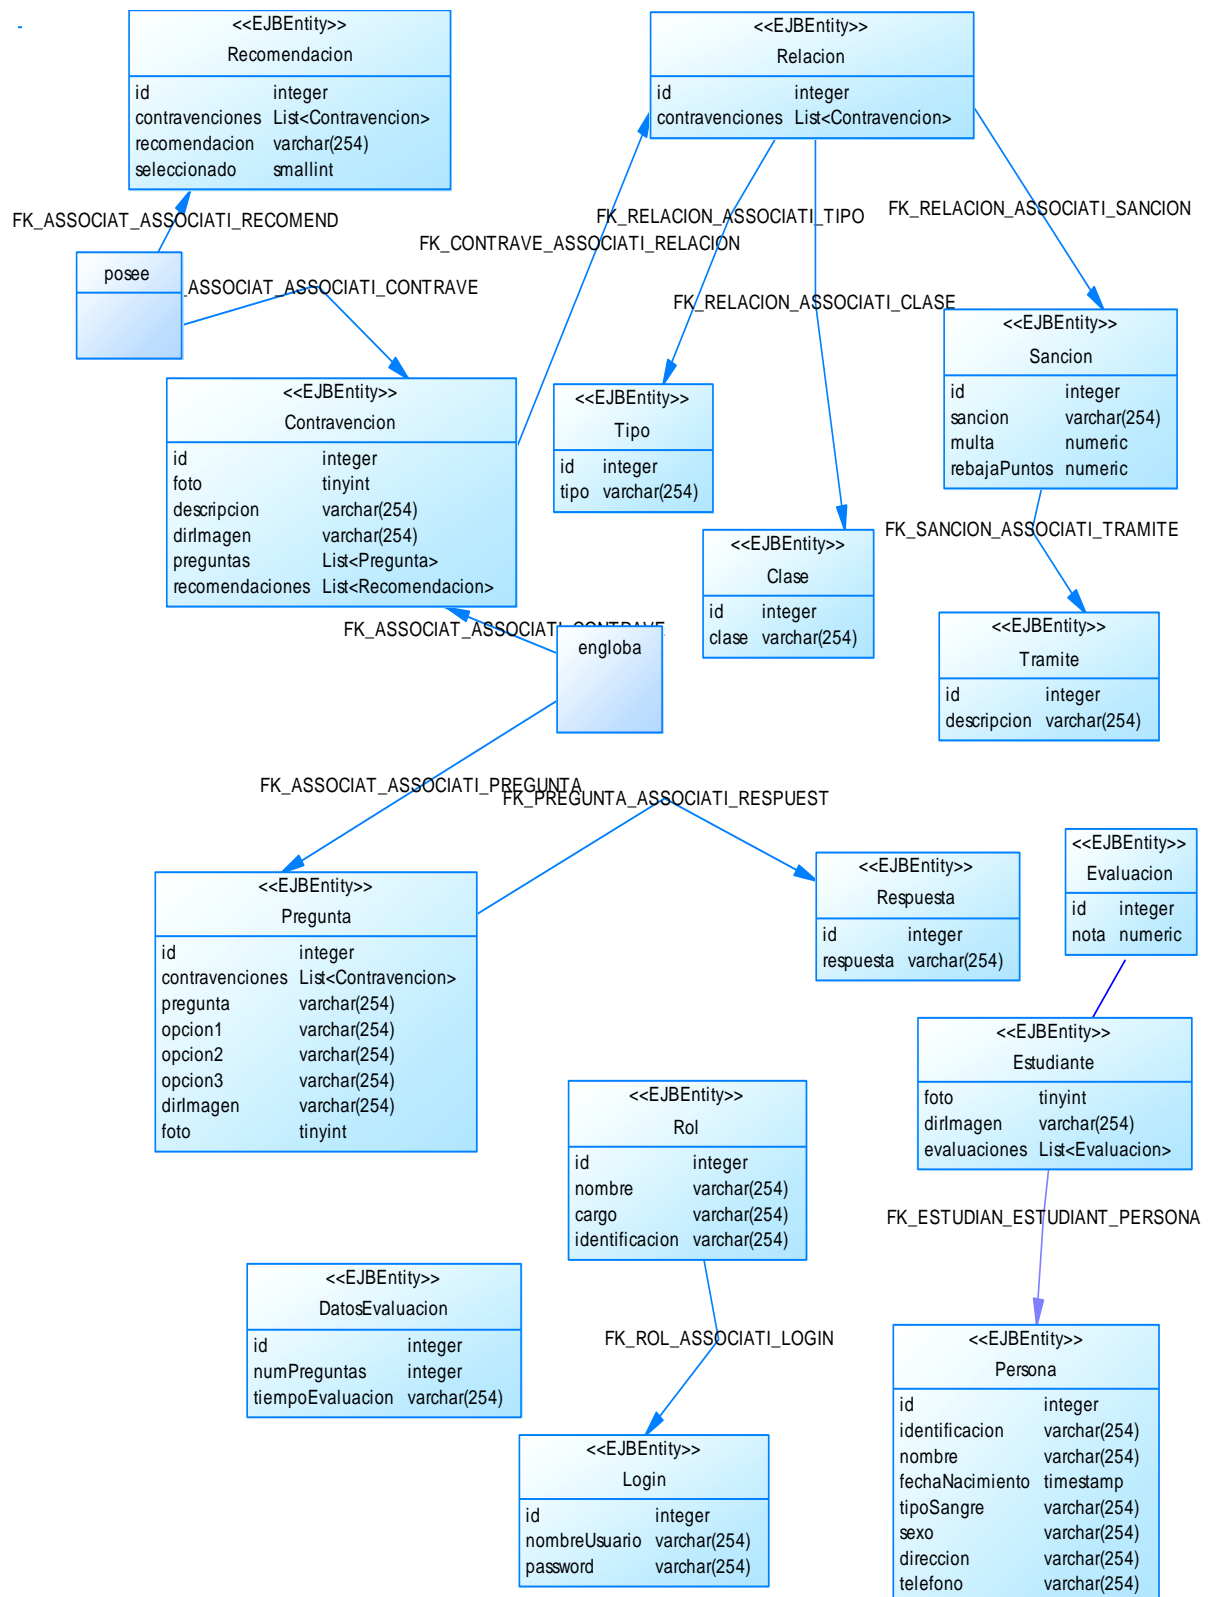 <<EJBEntity>>
Recomendacion
id integer
contravenciones List<Contravencion>
recomendacion varchar(254)
seleccionado smallint
<<EJBEntity>>
Relacion
id integer
contravenciones List<Contravencion>
FK_ASSOCIAT_ASSOCIATI_RECOMEND
FK_RELACION_ASSOCIATI_TIPO
FK_RELACION_ASSOCIATI_SANCION
FK_CONTRAVE_ASSOCIATI_RELACION
posee
_ASSOCIAT_ASSOCIATI_CONTRAVE
FK_RELACION_ASSOCIATI_CLASE
<<EJBEntity>>
Sancion
id integer
sancion varchar(254)
multa numeric
rebajaPuntos numeric
<<EJBEntity>>
Contravencion
id integer
foto tinyint
descripcion varchar(254)
dirImagen varchar(254)
preguntas List<Pregunta>
recomendaciones List<Recomendacion>
<<EJBEntity>>
Tipo
id integer
tipo varchar(254)
FK_SANCION_ASSOCIATI_TRAMITE
<<EJBEntity>>
Clase
id integer
clase varchar(254)
<<EJBEntity>>
Tramite
id integer
descripcion varchar(254)
FK_ASSOCIAT_ASSOCIATI_CONTRAVE
engloba
FK_ASSOCIAT_ASSOCIATI_PREGUNTA
FK_PREGUNTA_ASSOCIATI_RESPUEST
<<EJBEntity>>
Evaluacion
id integer
nota numeric
<<EJBEntity>>
Respuesta
id integer
respuesta varchar(254)
<<EJBEntity>>
Pregunta
id integer
contravenciones List<Contravencion>
pregunta varchar(254)
opcion1 varchar(254)
opcion2 varchar(254)
opcion3 varchar(254)
dirImagen varchar(254)
foto tinyint
<<EJBEntity>>
Estudiante
foto tinyint
dirImagen varchar(254)
evaluaciones List<Evaluacion>
<<EJBEntity>>
Rol
id integer
nombre varchar(254)
cargo varchar(254)
identificacion varchar(254)
FK_ESTUDIAN_ESTUDIANT_PERSONA
<<EJBEntity>>
DatosEvaluacion
id integer
numPreguntas integer
tiempoEvaluacion varchar(254)
FK_ROL_ASSOCIATI_LOGIN
<<EJBEntity>>
Persona
id integer
identificacion varchar(254)
nombre varchar(254)
fechaNacimiento timestamp
tipoSangre varchar(254)
sexo varchar(254)
direccion varchar(254)
telefono varchar(254)
<<EJBEntity>>
Login
id integer
nombreUsuario varchar(254)
password varchar(254)